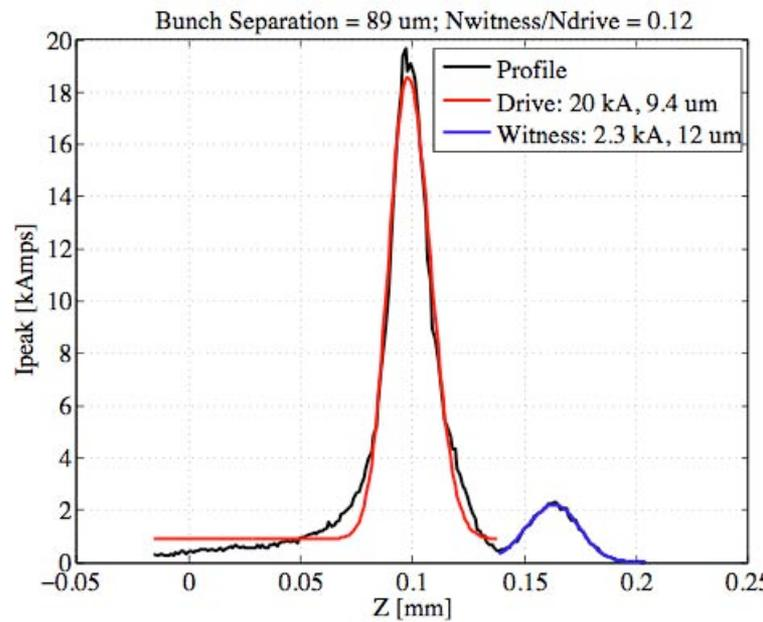 Bunch Separation = 89 um; Nwitness/Ndrive = 0.12
20
18
16
14
12
10
8
6
4
2
0
Ipeak [kAmps]
Profile
Drive: 20 kA, 9.4 um
Witness: 2.3 kA, 12 um
−0.05 0 0.05 0.1 0.15 0.2 0.25
Z [mm]